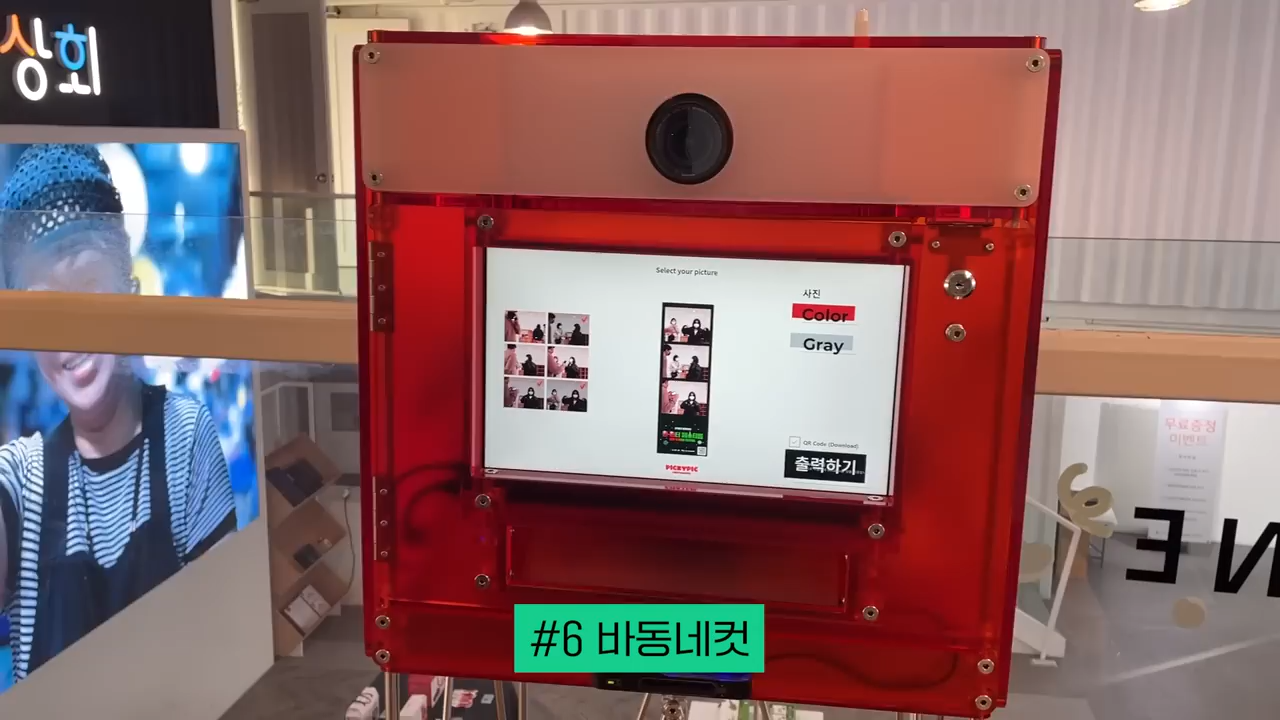 상회
Select your picture
사진
Color
Gray
QR Code (Download)
출력하기
PICKYPIC
무료증정
이벤트
NE
#6 바동네컷